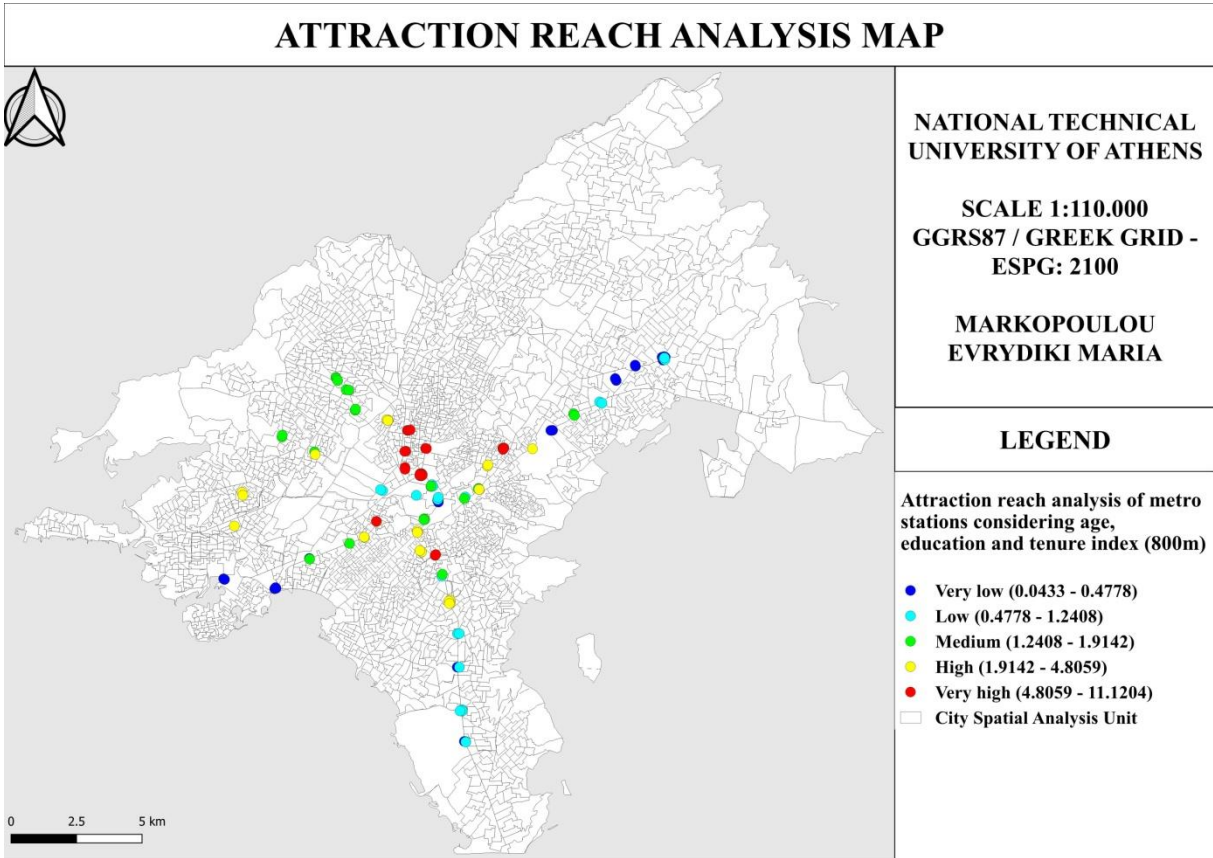 ATTRACTION REACH ANALYSIS MAP
NATIONAL TECHNICAL
UNIVERSITY OF ATHENS
SCALE 1:110.000
GGRS87 / GREEK GRID -
ESPG: 2100
MARKOPOULOU
EVRYDIKI MARIA
LEGEND
Attraction reach analysis of metro
stations considering age,
education and tenure index (800m)
Very low (0.0433 - 0.4778)
Low (0.4778 - 1.2408)
Medium (1.2408 - 1.9142)
High (1.9142 - 4.8059)
Very high (4.8059 - 11.1204)
City Spatial Analysis Unit
0 2.5 5 km